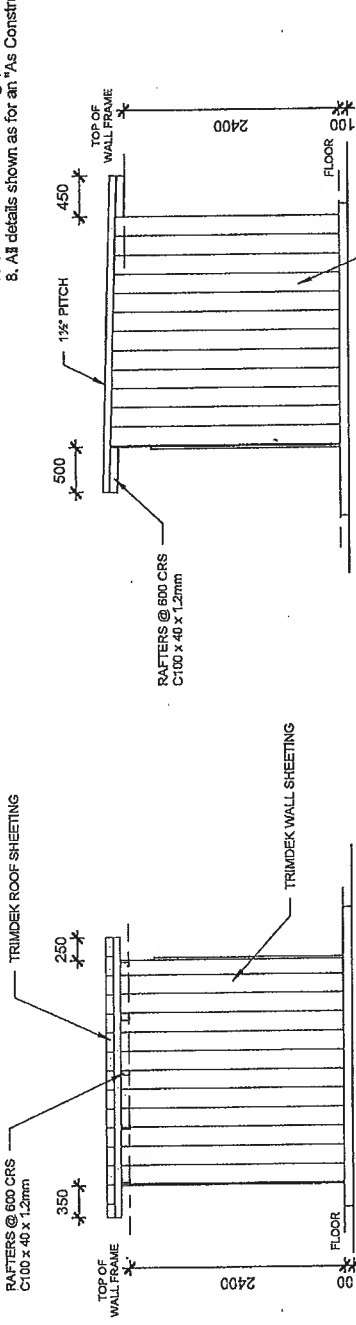 8. All details shown as for an "As Constru
RAFTERS @ 600 CRS
C100 x 40 x 1.2mm
TRIMDEK ROOF SHEETING
350
250
TOP OF
WALL FRAME
2400
FLOOR
TRIMDEK WALL SHEETING
RAFTERS @ 600 CRS
C100 x 40 x 1.2mm
500
1½° PITCH
450
TOP OF
WALL FRAME
2400
FLOOR
100